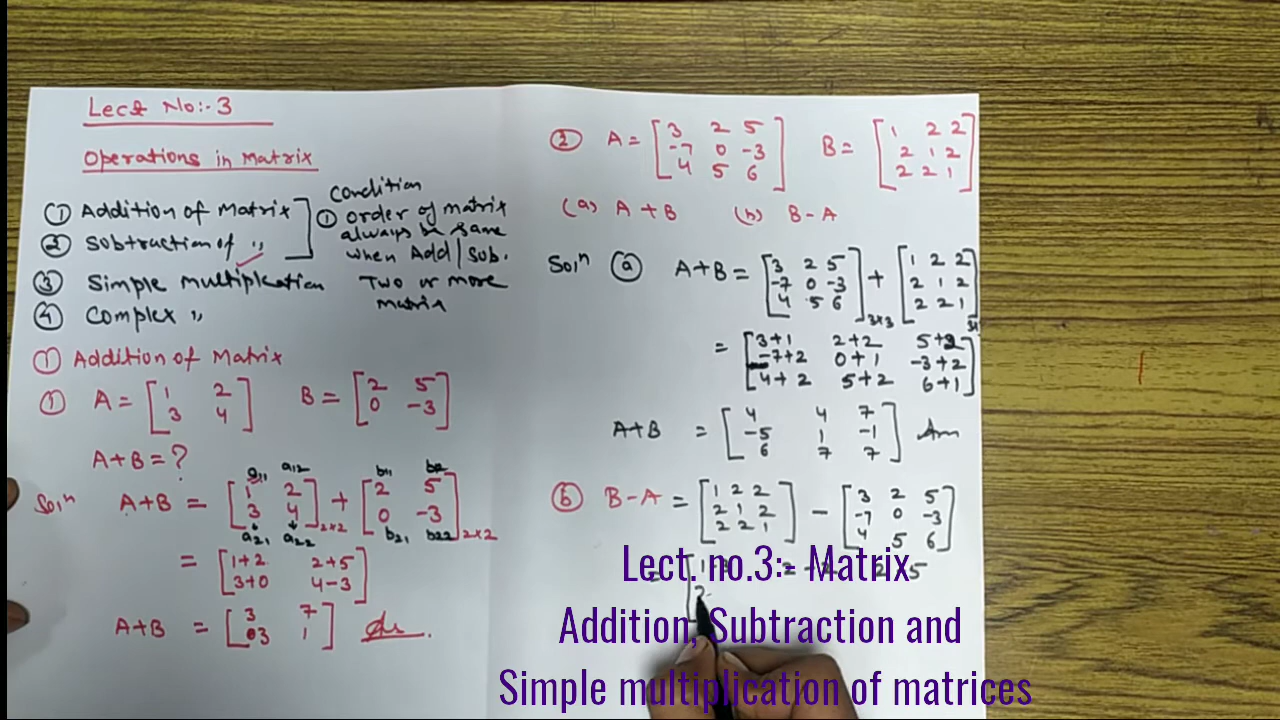 Lect No:- 3
Operations in Matrix
① Addition of Matrix
② Subtraction of ,,
③ Simple multiplication
④ Complex ,,
Condition
① order of matrix
always be same
when Add / Sub.
Two or more
matrix
① Addition of Matrix
① A = [1 2
3 4] B = [2 5
0 -3]
A+B = ?
a11 a12 b11
Soln A+B = [1 2
3 4]2×2 + [2 5
0 -3]2×2
a21 a22 b21 b22
= [1+2 2+5
3+0 4-3]
A+B = [3 7
3 1]
② A = [3 2 5
-7 0 -3
4 5 6] B = [1 2 2
2 1 2
2 2 1]
(a) A+B (b) B-A
Soln ⓐ A+B = [3 2 5
-7 0 -3
4 5 6]3×3 + [1 2 2
2 1 2
2 2 1]
= [3+1 2+2 5+2
-7+2 0+1 -3+2
4+2 5+2 6+1]
A+B = [4 4 7
-5 1 -1
6 7 7] Ans
ⓑ B-A = [1 2 2
2 1 2
2 2 1] - [3 2 5
-7 0 -3
4 5 6]
Lect. no.3:- Matrix
Addition, Subtraction and
Simple multiplication of matrices